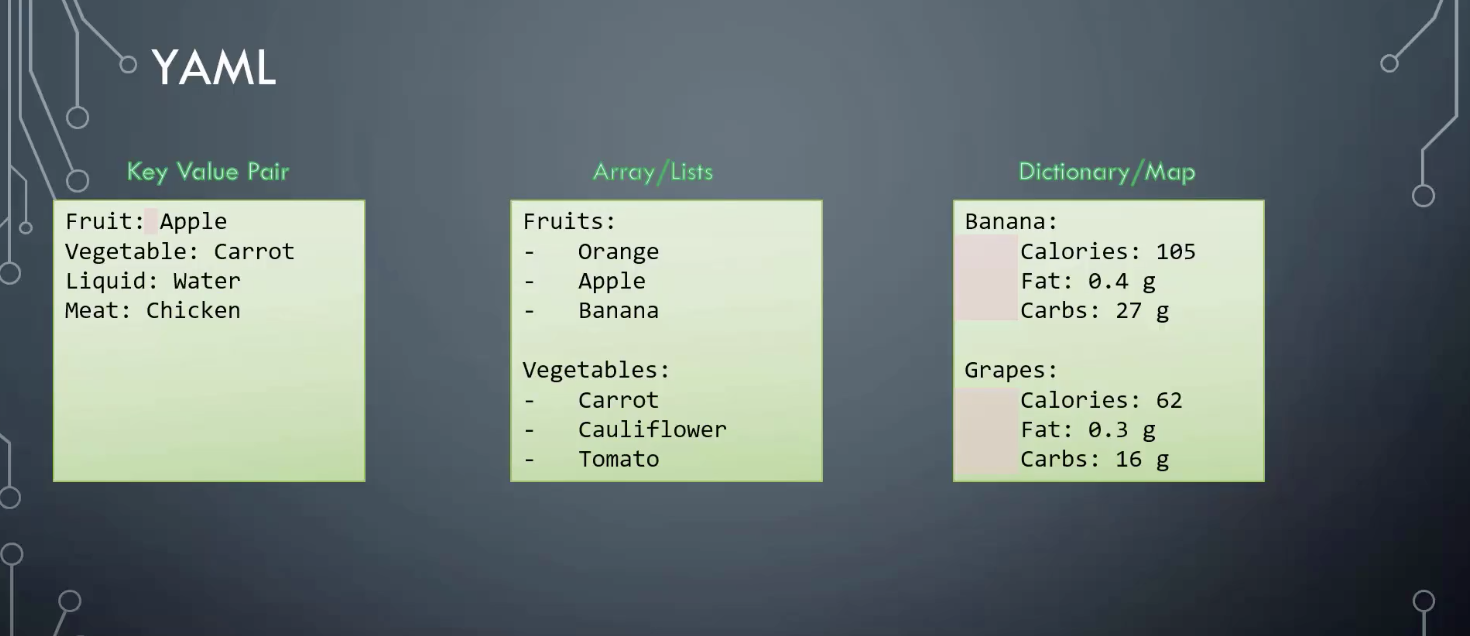 YAML
Key Value Pair
Fruit: Apple
Vegetable: Carrot
Liquid: Water
Meat: Chicken
Array/Lists
Fruits:
- Orange
- Apple
- Banana
Vegetables:
- Carrot
- Cauliflower
- Tomato
Dictionary/Map
Banana:
Calories: 105
Fat: 0.4 g
Carbs: 27 g
Grapes:
Calories: 62
Fat: 0.3 g
Carbs: 16 g